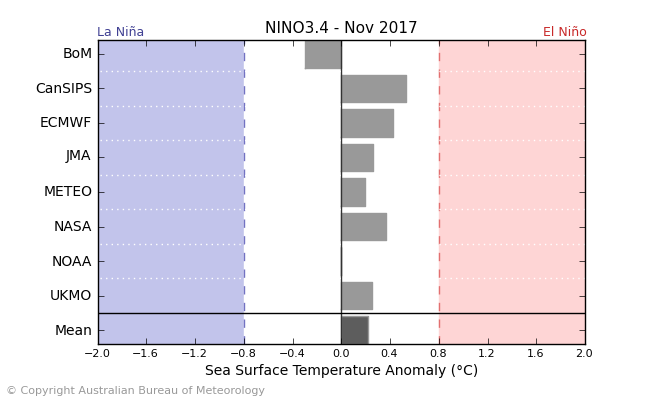 NINO3.4 - Nov 2017
La Niña
El Niño
BoM
CanSIPS
ECMWF
JMA
METEO
NASA
NOAA
UKMO
Mean
−2.0 −1.6 −1.2 −0.8 −0.4 0.0 0.4 0.8 1.2 1.6 2.0
Sea Surface Temperature Anomaly (°C)
© Copyright Australian Bureau of Meteorology